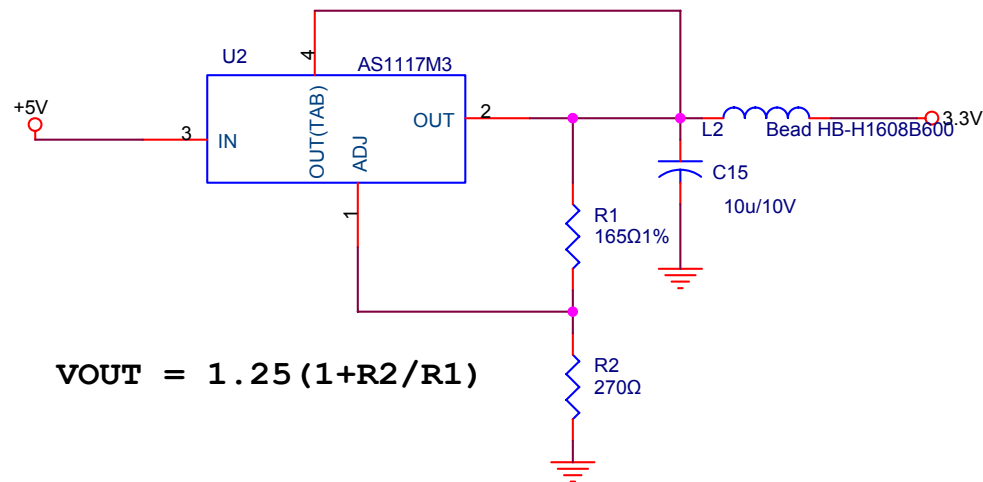 U2
AS1117M3
+5V
3
IN
4
OUT(TAB)
ADJ
1
OUT
2
L2
Bead HB-H1608B600
3.3V
C15
10u/10V
R1
165Ω1%
R2
270Ω
VOUT = 1.25(1+R2/R1)